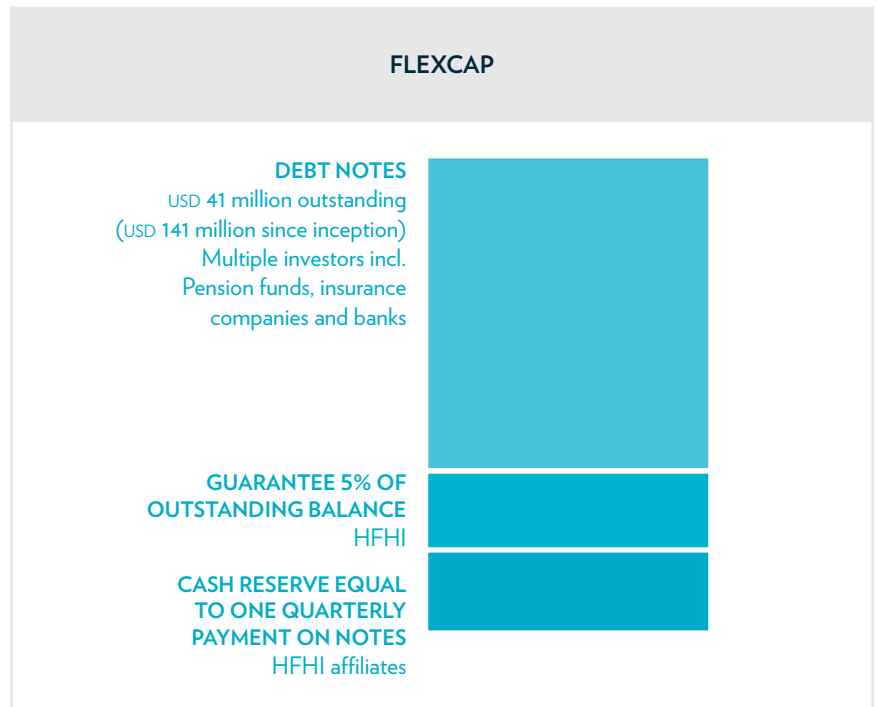 FLEXCAP
DEBT NOTES
USD 41 million outstanding
(USD 141 million since inception)
Multiple investors incl.
Pension funds, insurance
companies and banks
GUARANTEE 5% OF
OUTSTANDING BALANCE
HFHI
CASH RESERVE EQUAL
TO ONE QUARTERLY
PAYMENT ON NOTES
HFHI affiliates